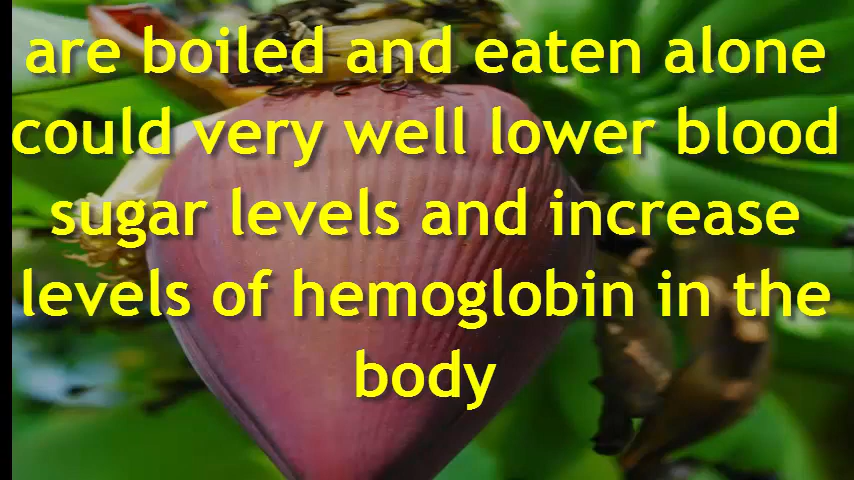 are boiled and eaten alone
could very well lower blood
sugar levels and increase
levels of hemoglobin in the
body